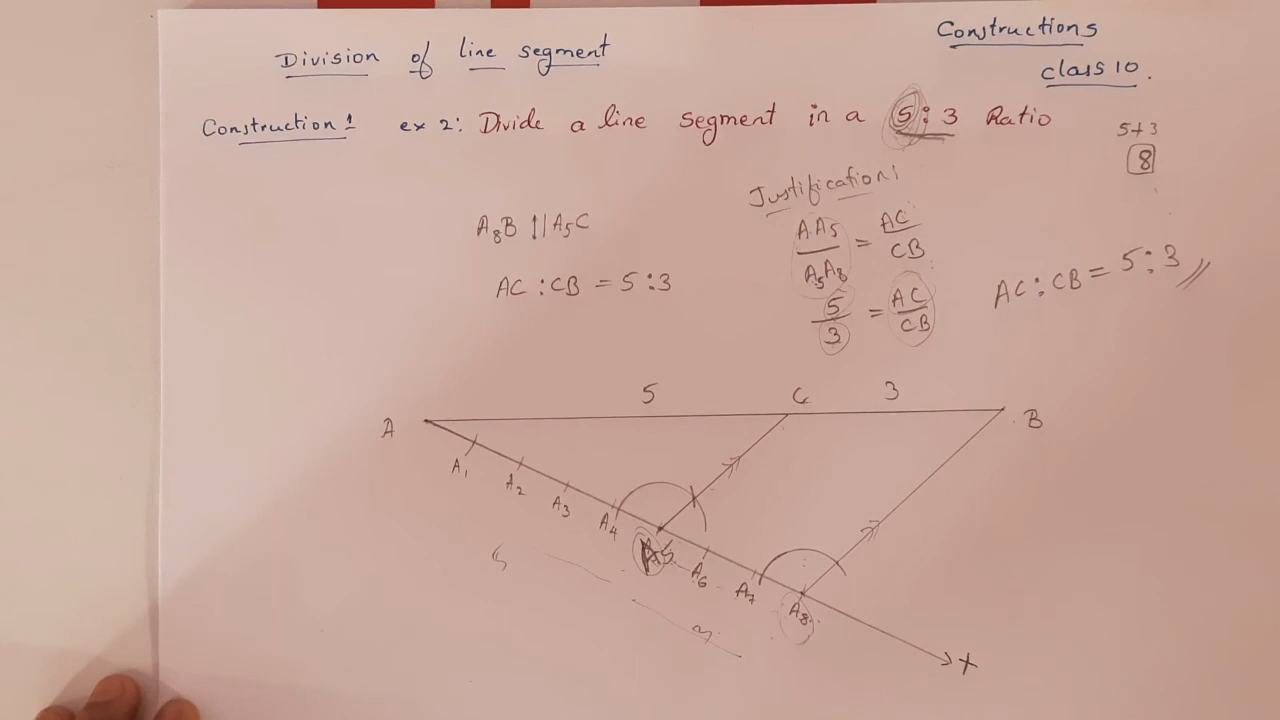 Constructions
Division of line segment
class 10.
Construction 1 ex 2: Divide a line segment in a 5:3 Ratio
5+3
8
Justification:
A₈B || A₅C
AA₅/A₅A₈ = AC/CB
AC : CB = 5:3
5/3 = AC/CB
AC : CB = 5:3
5
3
A
C
B
A₁
A₂
A₃
A₄
A₅
A₆
A₇
A₈
5
3
X